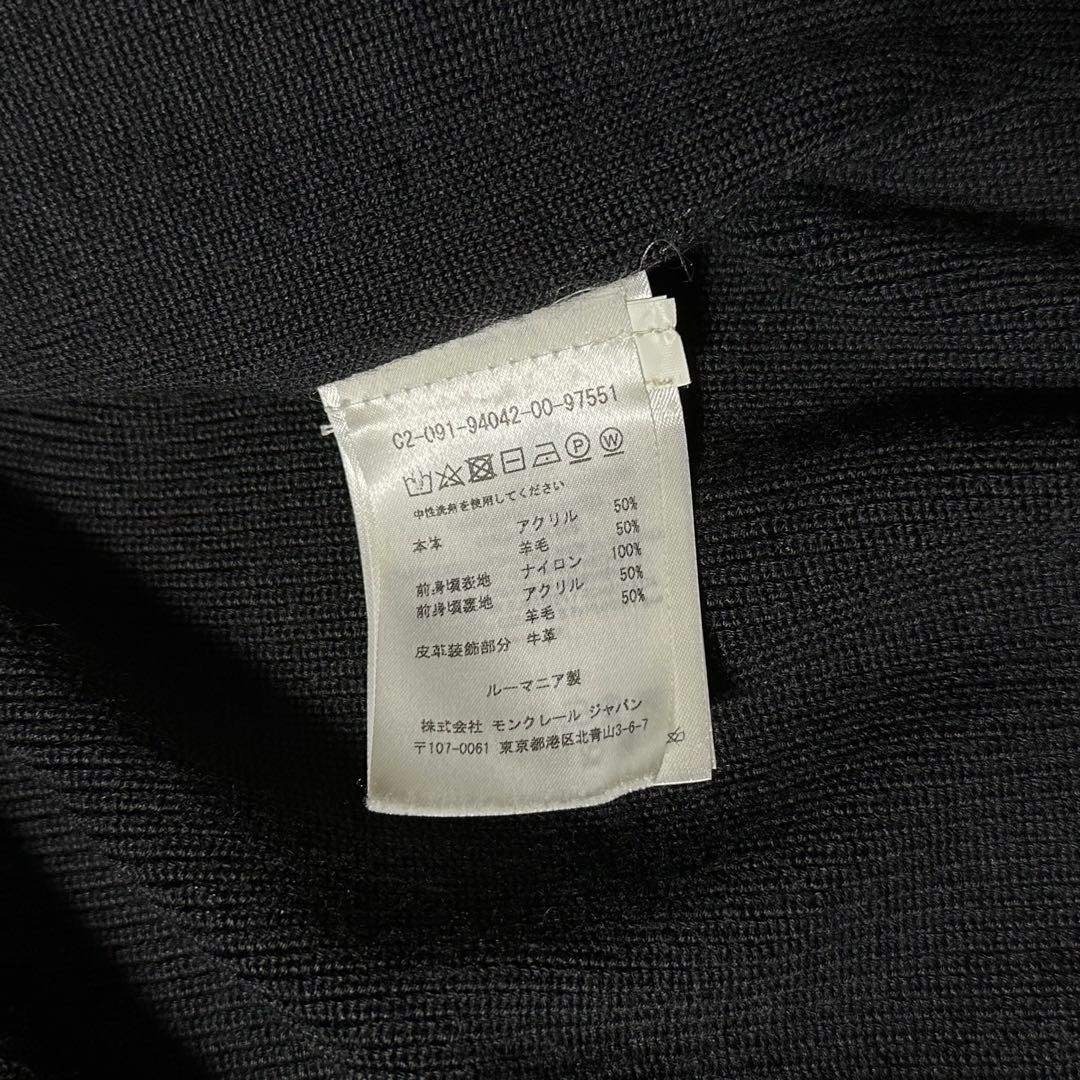 C2-091-94042-00-97551
P W
中性洗剤を使用してください
本体 アクリル 50%
羊毛 50%
前身頃表地 ナイロン 100%
前身頃裏地 アクリル 50%
羊毛 50%
皮革装飾部分 牛革
ルーマニア製
株式会社 モンクレール ジャパン
〒107-0061 東京都港区北青山3-6-7